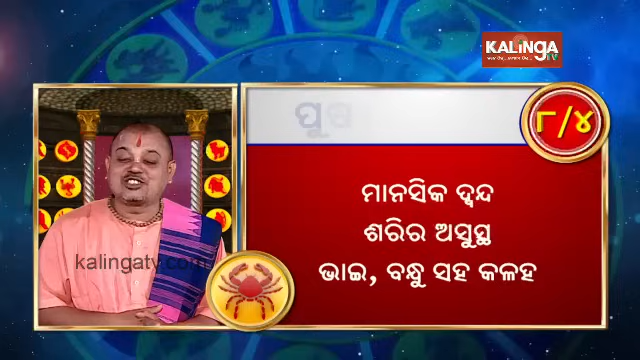 KALINGA TV
୮/୪
ମାନସିକ ଦ୍ୱନ୍ଦ
ଶରିର ଅସୁସ୍ଥ
ଭାଇ, ବନ୍ଧୁ ସହ କଳହ
kalingatv.com